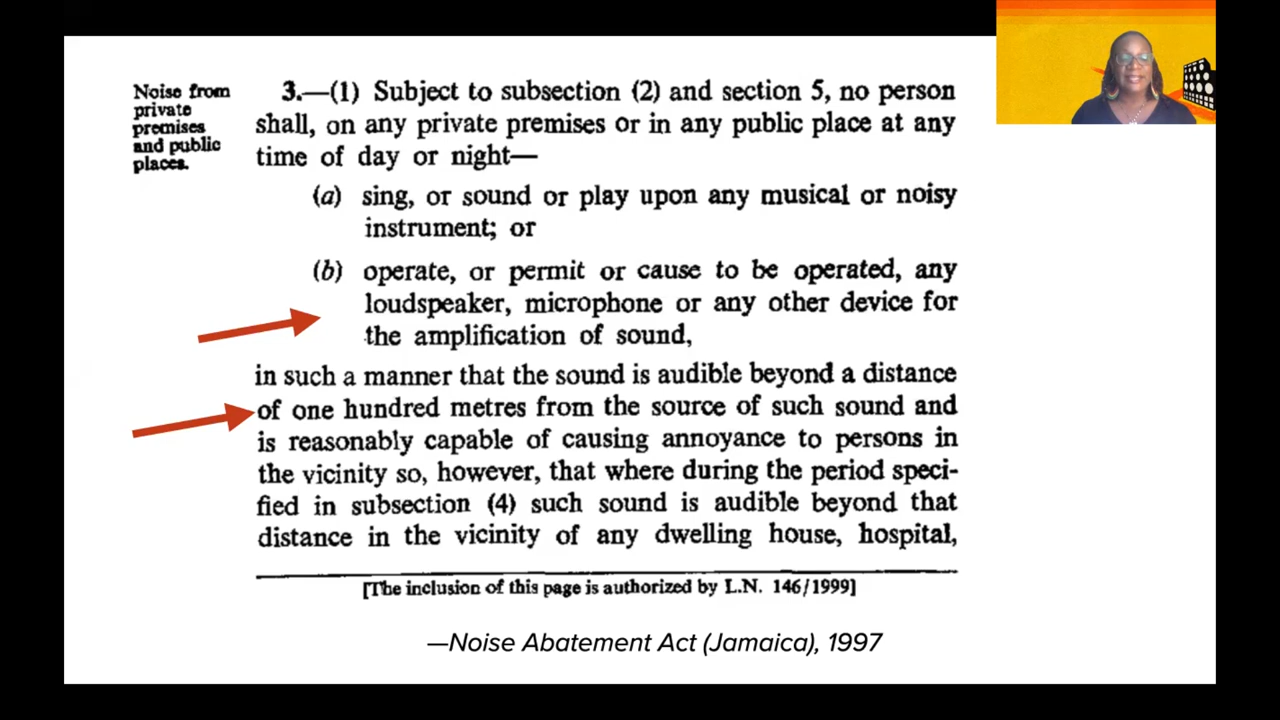 Noise from
private
premises
and public
places.
3.—(1) Subject to subsection (2) and section 5, no person
shall, on any private premises or in any public place at any
time of day or night—
(a) sing, or sound or play upon any musical or noisy
instrument; or
(b) operate, or permit or cause to be operated, any
loudspeaker, microphone or any other device for
the amplification of sound,
in such a manner that the sound is audible beyond a distance
of one hundred metres from the source of such sound and
is reasonably capable of causing annoyance to persons in
the vicinity so, however, that where during the period speci-
fied in subsection (4) such sound is audible beyond that
distance in the vicinity of any dwelling house, hospital,
[The inclusion of this page is authorized by L.N. 146/1999]
—Noise Abatement Act (Jamaica), 1997